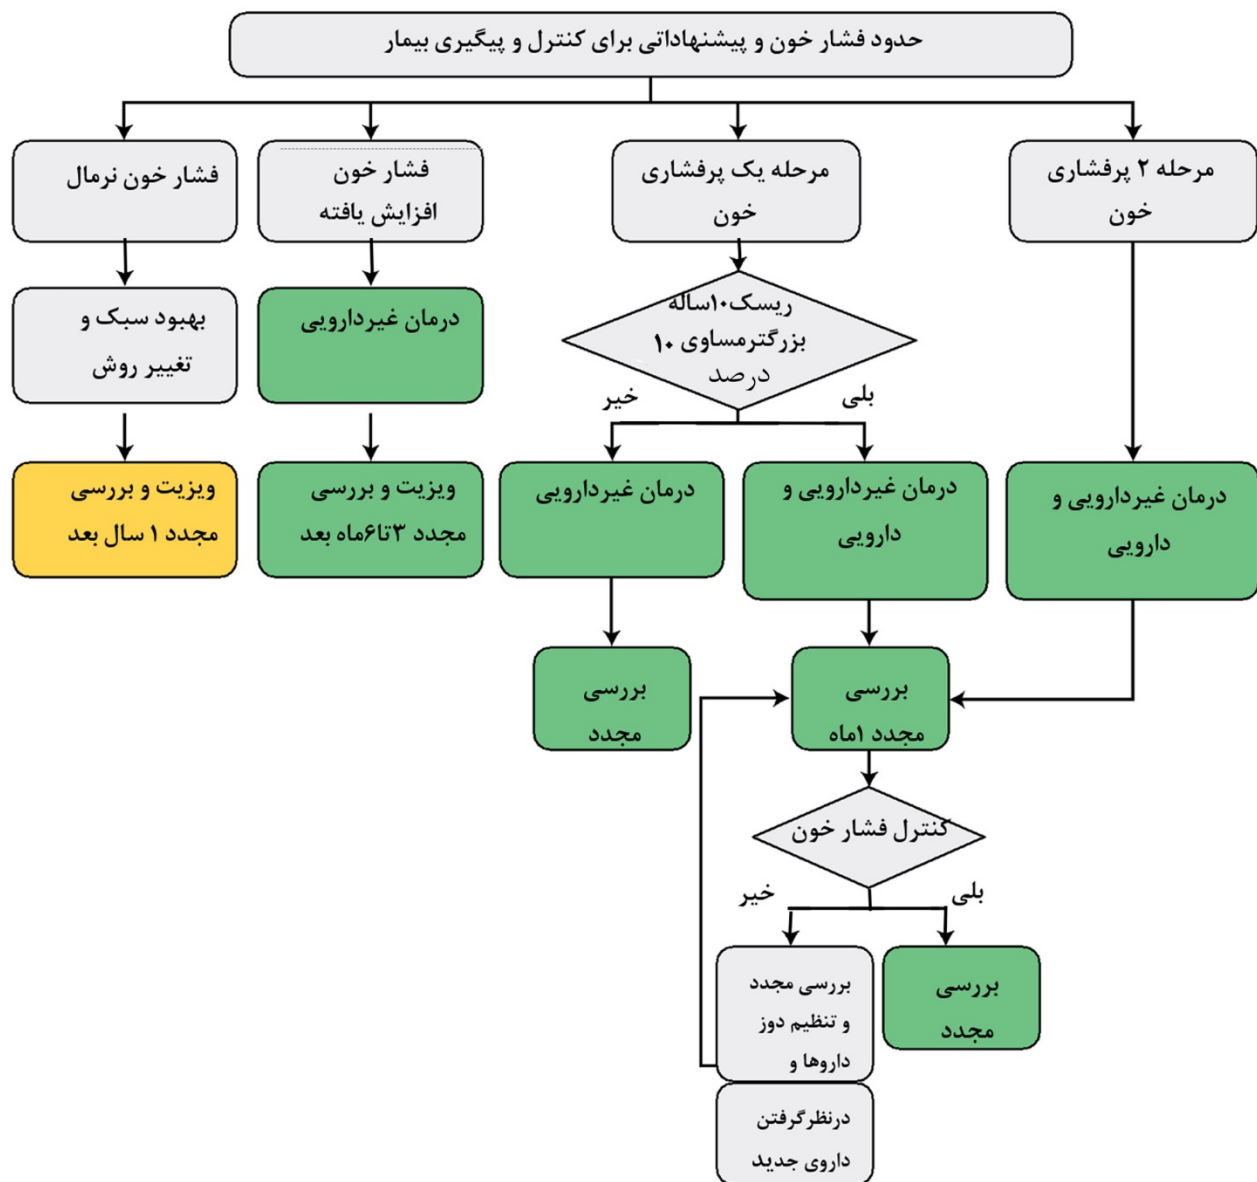 حدود فشار خون و پیشنهاداتی برای کنترل و پیگیری بیمار
مرحله ۲ پرفشاری
خون
مرحله یک پرفشاری
خون
فشار خون
افزایش یافته
فشار خون نرمال
ریسک۱۰ساله
بزرگترمساوی ۱۰
درصد
درمان غیردارویی
بهبود سبک و
تغییر روش
بلی
خیر
درمان غیردارویی و
دارویی
درمان غیردارویی و
دارویی
درمان غیردارویی
ویزیت و بررسی
مجدد ۳تا۶ماه بعد
ویزیت و بررسی
مجدد ۱ سال بعد
بررسی
مجدد ۱ماه
بررسی
مجدد
کنترل فشار خون
بلی
خیر
بررسی
مجدد
بررسی مجدد
و تنظیم دوز
داروها و
درنظرگرفتن
داروی جدید